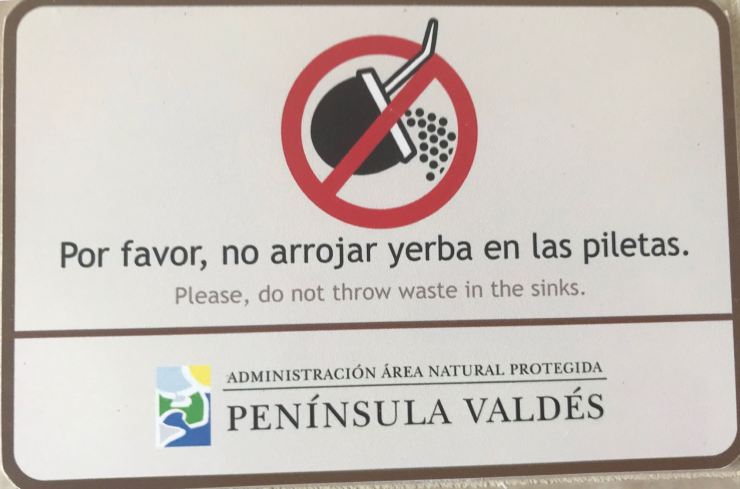 Por favor, no arrojar yerba en las piletas.
Please, do not throw waste in the sinks.
ADMINISTRACIÓN ÁREA NATURAL PROTEGIDA
PENÍNSULA VALDÉS